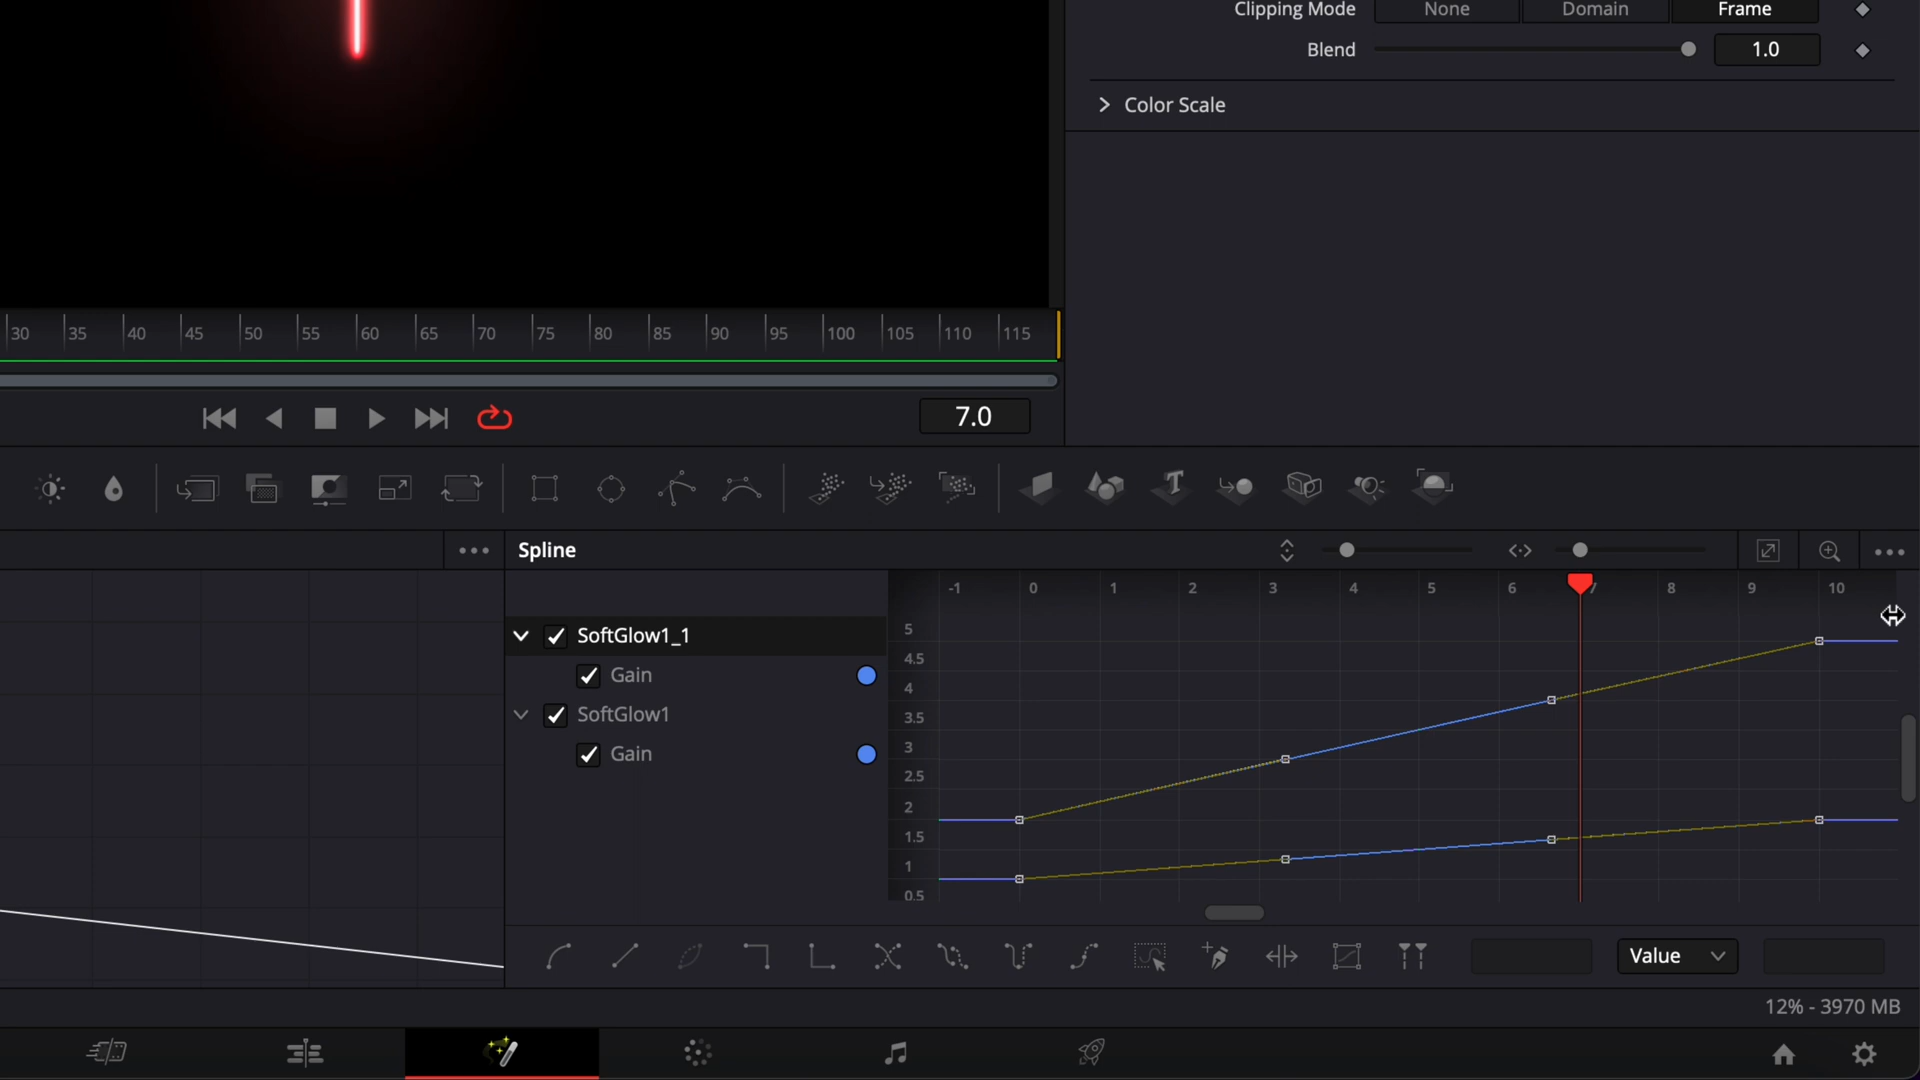 Clipping Mode None Domain Frame
Blend 1.0
Color Scale
30 35 40 45 50 55 60 65 70 75 80 85 90 95 100 105 110 115
7.0
Spline
-1 0 1 2 3 4 5 6 7 8 9 10
SoftGlow1_1
Gain
SoftGlow1
Gain
5
4.5
4
3.5
3
2.5
2
1.5
1
0.5
Value
12% - 3970 MB